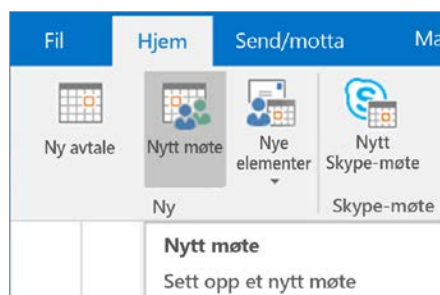 Fil Hjem Send/motta Ma
Ny avtale Nytt møte Nye elementer Nytt Skype-møte
Ny Skype-møte
Nytt møte
Sett opp et nytt møte